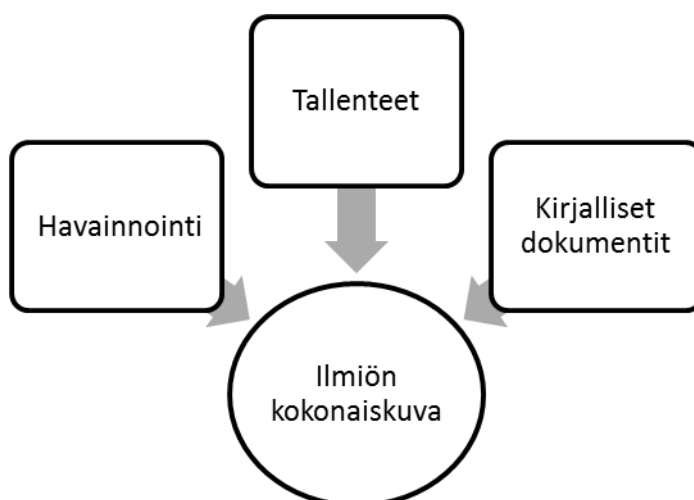 Tallenteet
Havainnointi
Kirjalliset
dokumentit
Ilmiön
kokonaiskuva